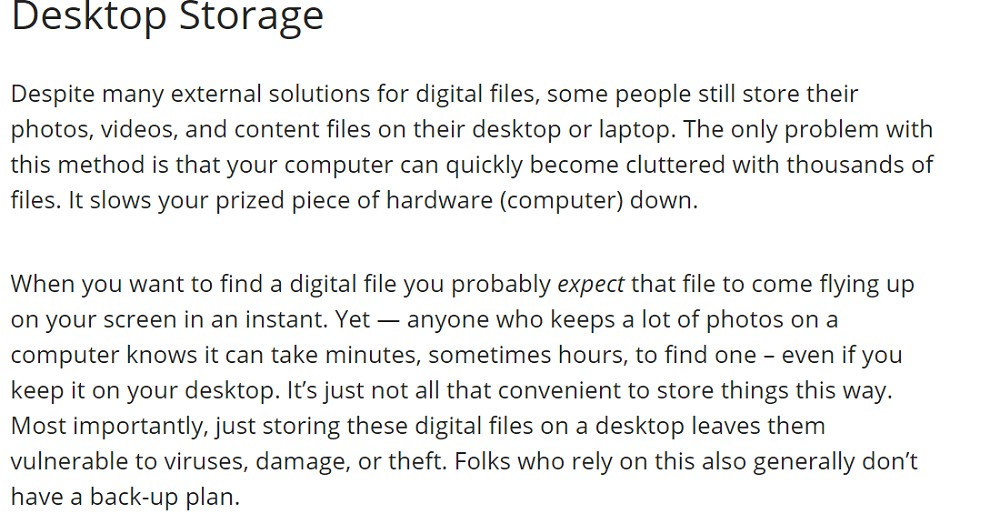 Desktop Storage
Despite many external solutions for digital files, some people still store their
photos, videos, and content files on their desktop or laptop. The only problem with
this method is that your computer can quickly become cluttered with thousands of
files. It slows your prized piece of hardware (computer) down.
When you want to find a digital file you probably expect that file to come flying up
on your screen in an instant. Yet — anyone who keeps a lot of photos on a
computer knows it can take minutes, sometimes hours, to find one – even if you
keep it on your desktop. It’s just not all that convenient to store things this way.
Most importantly, just storing these digital files on a desktop leaves them
vulnerable to viruses, damage, or theft. Folks who rely on this also generally don’t
have a back-up plan.